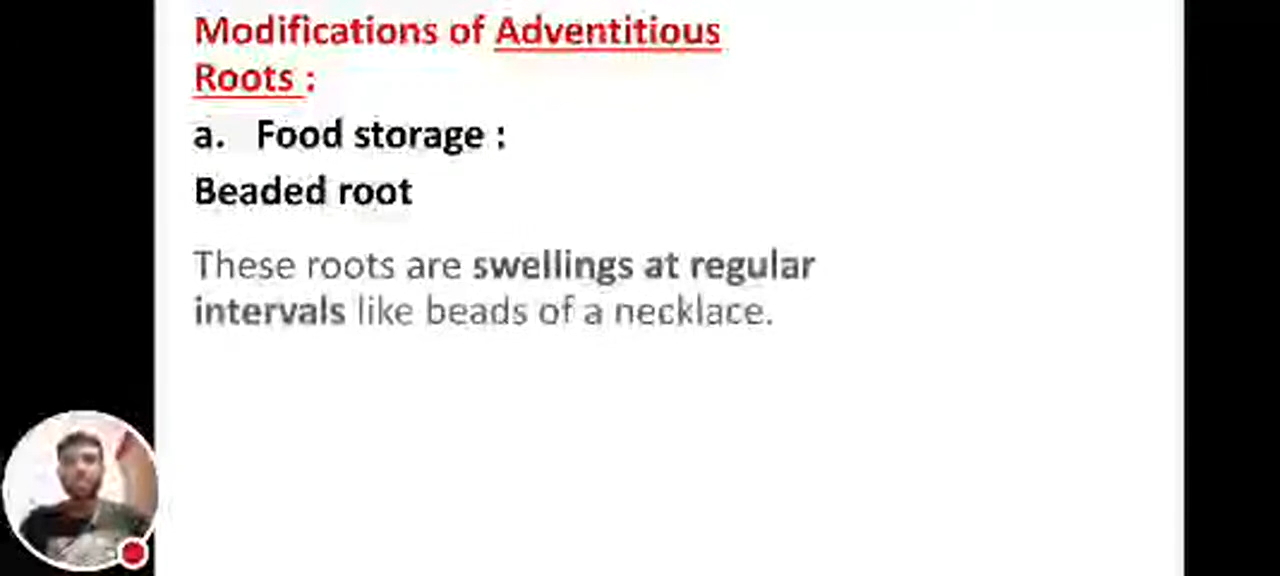 Modifications of Adventitious
Roots :
a. Food storage :
Beaded root
These roots are swellings at regular
intervals like beads of a necklace.